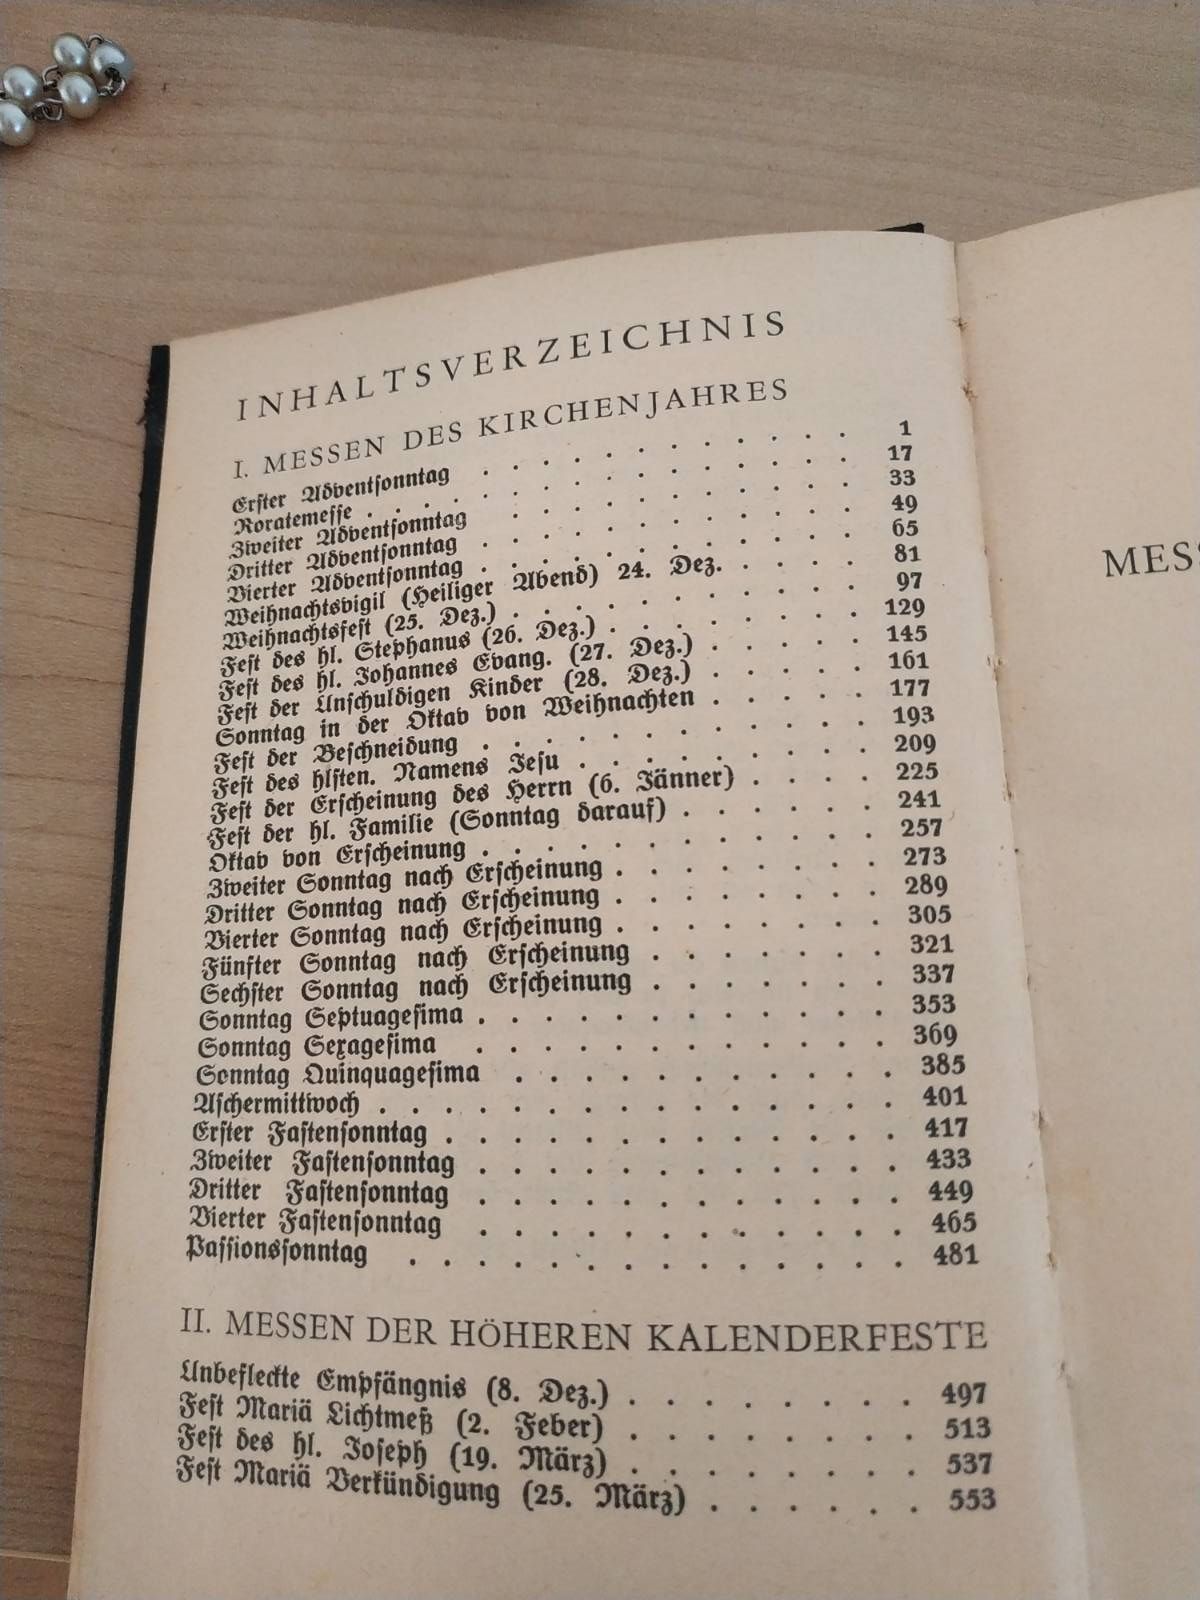 INHALTSVERZEICHNIS
I. MESSEN DES KIRCHENJAHRES
Erster Adventsonntag . . . . . . . . . . . 1
Roratemesse . . . . . . . . . . . . . 17
Zweiter Adventsonntag . . . . . . . . . . 33
Dritter Adventsonntag . . . . . . . . . . 49
Vierter Adventsonntag . . . . . . . . . . 65
Weihnachtsvigil (Heiliger Abend) 24. Dez. . . . . 81
Weihnachtsfest (25. Dez.) . . . . . . . . . 97
Fest des hl. Stephanus (26. Dez.) . . . . . . . 129
Fest des hl. Johannes Evang. (27. Dez.) . . . . . 145
Fest der Unschuldigen Kinder (28. Dez.) . . . . . 161
Sonntag in der Oktav von Weihnachten . . . . . 177
Fest der Beschneidung . . . . . . . . . . 193
Fest des hlsten. Namens Jesu . . . . . . . . 209
Fest der Erscheinung des Herrn (6. Jänner) . . . . 225
Fest der hl. Familie (Sonntag darauf) . . . . . . 241
Oktav von Erscheinung . . . . . . . . . . 257
Zweiter Sonntag nach Erscheinung . . . . . . . 273
Dritter Sonntag nach Erscheinung . . . . . . . 289
Vierter Sonntag nach Erscheinung . . . . . . . 305
Fünfter Sonntag nach Erscheinung . . . . . . . 321
Sechster Sonntag nach Erscheinung . . . . . . . 337
Sonntag Septuagesima . . . . . . . . . . . 353
Sonntag Sexagesima . . . . . . . . . . . 369
Sonntag Quinquagesima . . . . . . . . . . 385
Aschermittwoch . . . . . . . . . . . . . 401
Erster Fastensonntag . . . . . . . . . . . 417
Zweiter Fastensonntag . . . . . . . . . . 433
Dritter Fastensonntag . . . . . . . . . . 449
Vierter Fastensonntag . . . . . . . . . . 465
Passionssonntag . . . . . . . . . . . . 481
II. MESSEN DER HÖHEREN KALENDERFESTE
Unbefleckte Empfängnis (8. Dez.) . . . . . . . 497
Fest Mariä Lichtmeß (2. Feber) . . . . . . . 513
Fest des hl. Joseph (19. März) . . . . . . . 537
Fest Mariä Verkündigung (25. März) . . . . . . 553
MESS